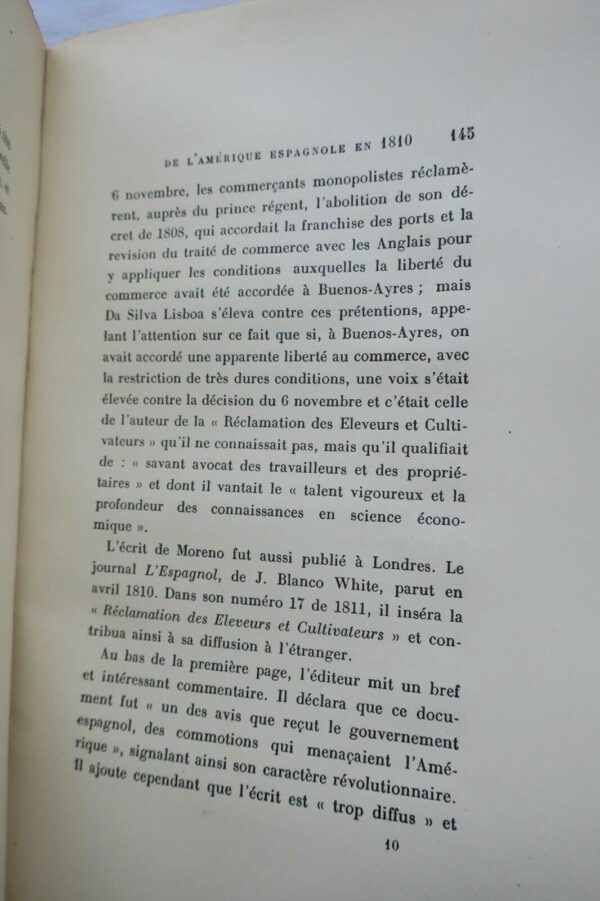 DE L'AMÉRIQUE ESPAGNOLE EN 1810 145
6 novembre, les commerçants monopolistes réclamè-
rent, auprès du prince régent, l'abolition de son dé-
cret de 1808, qui accordait la franchise des ports et la
revision du traité de commerce avec les Anglais pour
y appliquer les conditions auxquelles la liberté du
commerce avait été accordée à Buenos-Ayres ; mais
Da Silva Lisboa s'éleva contre ces prétentions, appe-
lant l'attention sur ce fait que si, à Buenos-Ayres, on
avait accordé une apparente liberté au commerce, avec
la restriction de très dures conditions, une voix s'était
élevée contre la décision du 6 novembre et c'était celle
de l'auteur de la « Réclamation des Eleveurs et Culti-
vateurs » qu'il ne connaissait pas, mais qu'il qualifiait
de : « savant avocat des travailleurs et des proprié-
taires » et dont il vantait le « talent vigoureux et la
profondeur des connaissances en science écono-
mique ».
L'écrit de Moreno fut aussi publié à Londres. Le
journal L'Espagnol, de J. Blanco White, parut en
avril 1810. Dans son numéro 17 de 1811, il inséra la
« Réclamation des Eleveurs et Cultivateurs » et con-
tribua ainsi à sa diffusion à l'étranger.
Au bas de la première page, l'éditeur mit un bref
et intéressant commentaire. Il déclara que ce docu-
ment fut « un des avis que reçut le gouvernement
espagnol, des commotions qui menaçaient l'Amé-
rique », signalant ainsi son caractère révolutionnaire.
Il ajoute cependant que l'écrit est « trop diffus » et
10